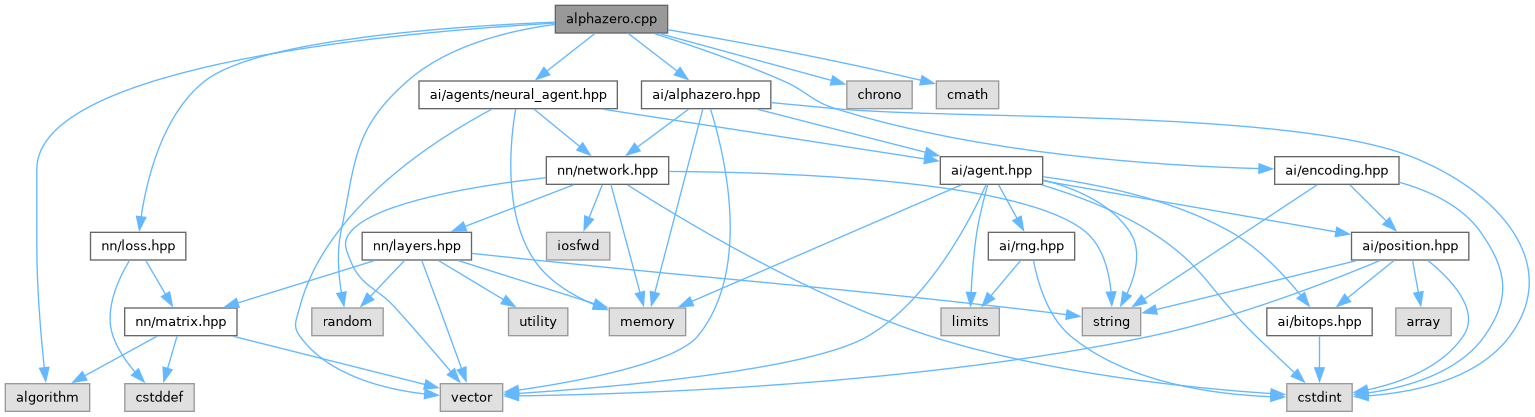 alphazero.cpp
ai/agents/neural_agent.hpp
ai/alphazero.hpp
chrono
cmath
nn/network.hpp
ai/agent.hpp
ai/encoding.hpp
nn/loss.hpp
nn/layers.hpp
iosfwd
ai/rng.hpp
ai/position.hpp
nn/matrix.hpp
random
utility
memory
limits
string
ai/bitops.hpp
array
algorithm
cstddef
vector
cstdint